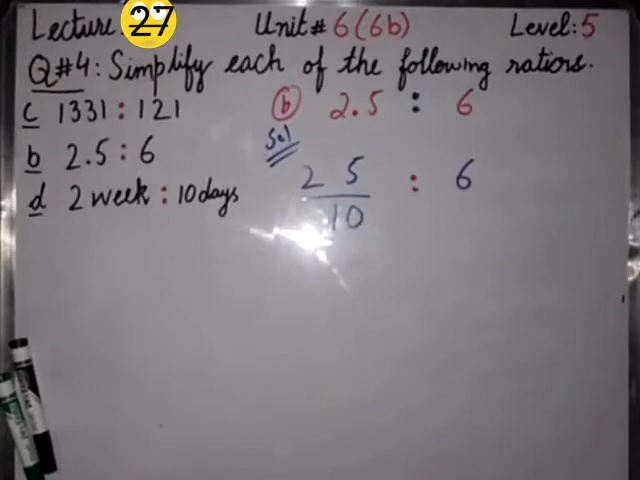 Lecture: 27 Unit# 6(6b) Level: 5
Q#4: Simplify each of the following rations.
c 1331 : 121
b 2.5 : 6
d 2 week : 10 days
(b) 2.5 : 6
Sol
25/10 : 6